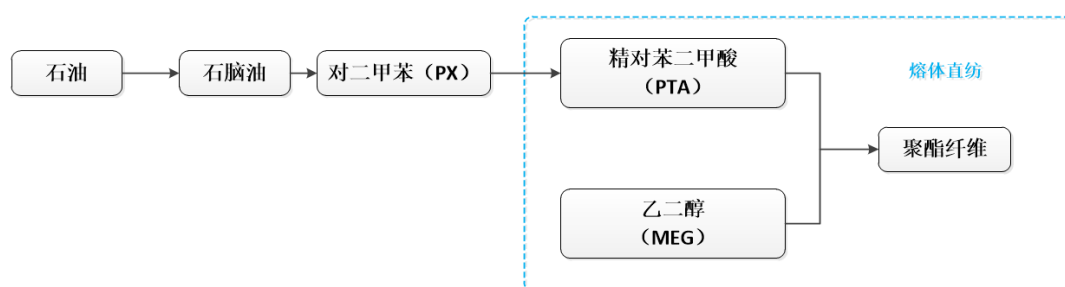 石油
石脑油
对二甲苯（PX）
精对苯二甲酸
（PTA）
熔体直纺
聚酯纤维
乙二醇
（MEG）